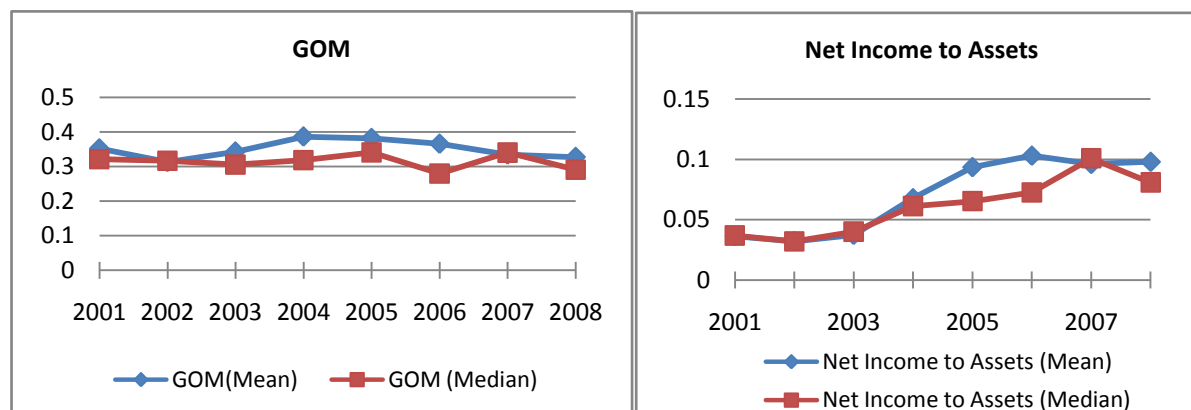 GOM
0.5
0.4
0.3
0.2
0.1
0
2001 2002 2003 2004 2005 2006 2007 2008
GOM(Mean) GOM (Median)
Net Income to Assets
0.15
0.1
0.05
0
2001 2003 2005 2007
Net Income to Assets (Mean)
Net Income to Assets (Median)